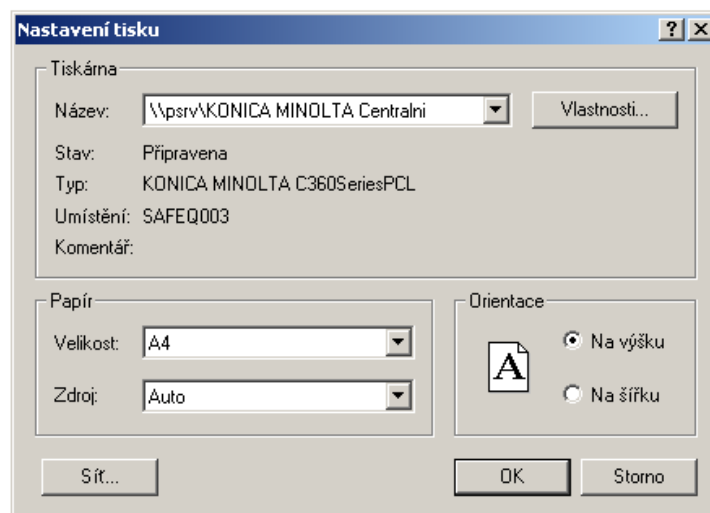 Nastavení tisku
Tiskárna
Název: \\psrv\KONICA MINOLTA Centralni Vlastnosti...
Stav: Připravena
Typ: KONICA MINOLTA C360SeriesPCL
Umístění: SAFEQ003
Komentář:
Papír
Velikost: A4
Zdroj: Auto
Orientace
A
Na výšku
Na šířku
Síť... OK Storno